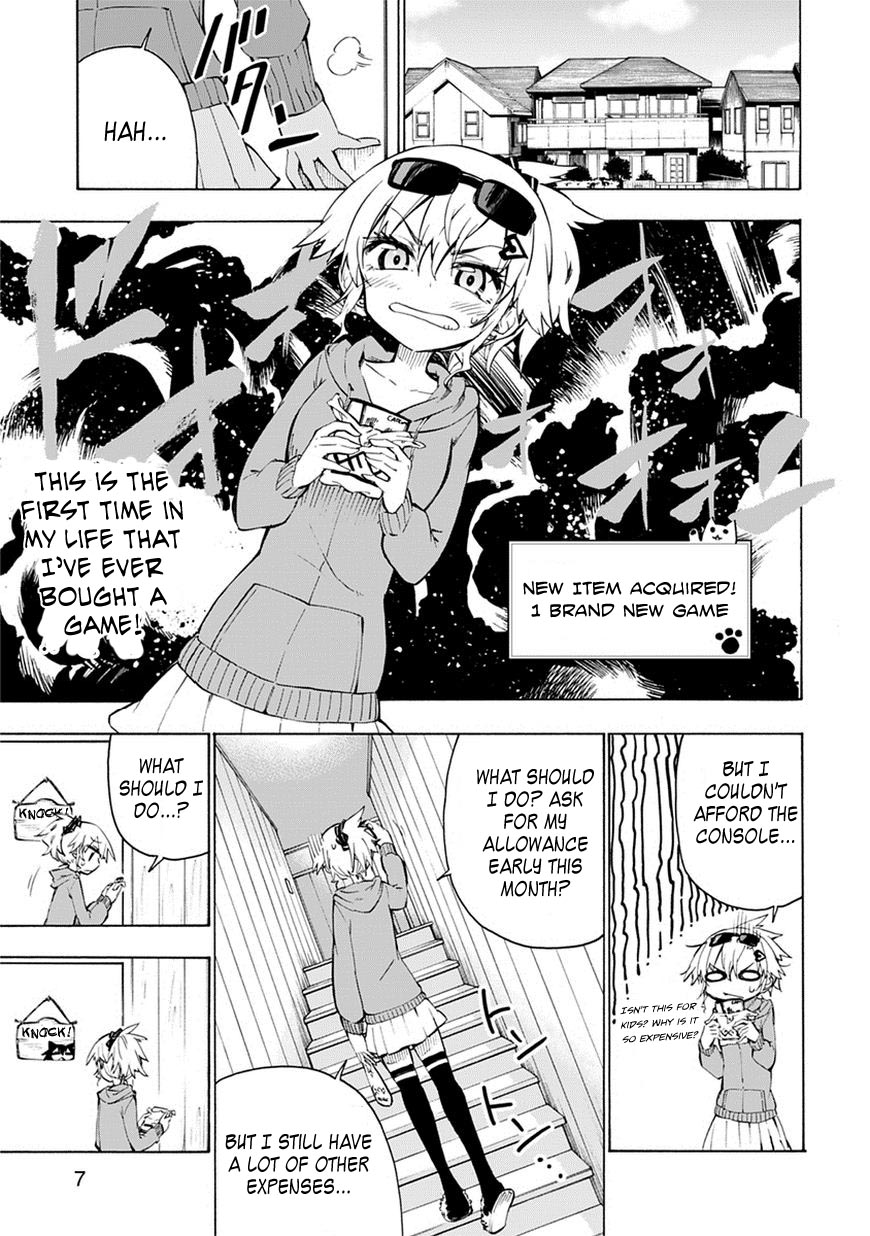 バタン
HAH...
ドオオオオン
THIS IS THE
FIRST TIME IN
MY LIFE THAT
I'VE EVER
BOUGHT A
GAME!
NEW ITEM ACQUIRED!
1 BRAND NEW GAME
BUT I
COULDN'T
AFFORD THE
CONSOLE...
ISN'T THIS FOR
KIDS? WHY IS IT
SO EXPENSIVE?
WHAT SHOULD
I DO? ASK
FOR MY
ALLOWANCE
EARLY THIS
MONTH?
トン
トン
BUT I STILL HAVE
A LOT OF OTHER
EXPENSES...
WHAT
SHOULD I
DO...?
KNOCK!
KNOCK!
7